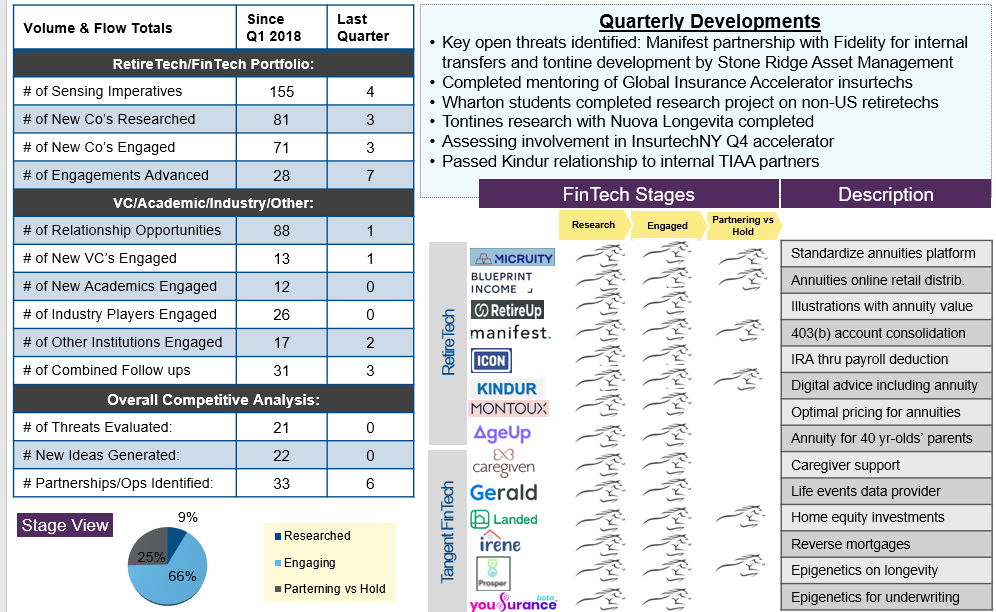 Volume & Flow Totals Since Q1 2018 Last Quarter
RetireTech/FinTech Portfolio:
# of Sensing Imperatives 155 4
# of New Co's Researched 81 3
# of New Co's Engaged 71 3
# of Engagements Advanced 28 7
VC/Academic/Industry/Other:
# of Relationship Opportunities 88 1
# of New VC's Engaged 13 1
# of New Academics Engaged 12 0
# of Industry Players Engaged 26 0
# of Other Institutions Engaged 17 2
# of Combined Follow ups 31 3
Overall Competitive Analysis:
# of Threats Evaluated: 21 0
# New Ideas Generated: 22 0
# Partnerships/Ops Identified: 33 6
Stage View
9%
25%
66%
Researched
Engaging
Parterning vs Hold
Quarterly Developments
• Key open threats identified: Manifest partnership with Fidelity for internal
transfers and tontine development by Stone Ridge Asset Management
• Completed mentoring of Global Insurance Accelerator insurtechs
• Wharton students completed research project on non-US retiretechs
• Tontines research with Nuova Longevita completed
• Assessing involvement in InsurtechNY Q4 accelerator
• Passed Kindur relationship to internal TIAA partners
FinTech Stages Description
Research Engaged Partnering vs Hold
RetireTech
MICRUITY Standardize annuities platform
BLUEPRINT INCOME Annuities online retail distrib.
RetireUp Illustrations with annuity value
manifest. 403(b) account consolidation
ICON IRA thru payroll deduction
KINDUR Digital advice including annuity
MONTOUX Optimal pricing for annuities
AgeUp Annuity for 40 yr-olds' parents
Tangent FinTech
caregiven Caregiver support
Gerald Life events data provider
Landed Home equity investments
irene Reverse mortgages
Prosper Epigenetics on longevity
yousurance beta Epigenetics for underwriting